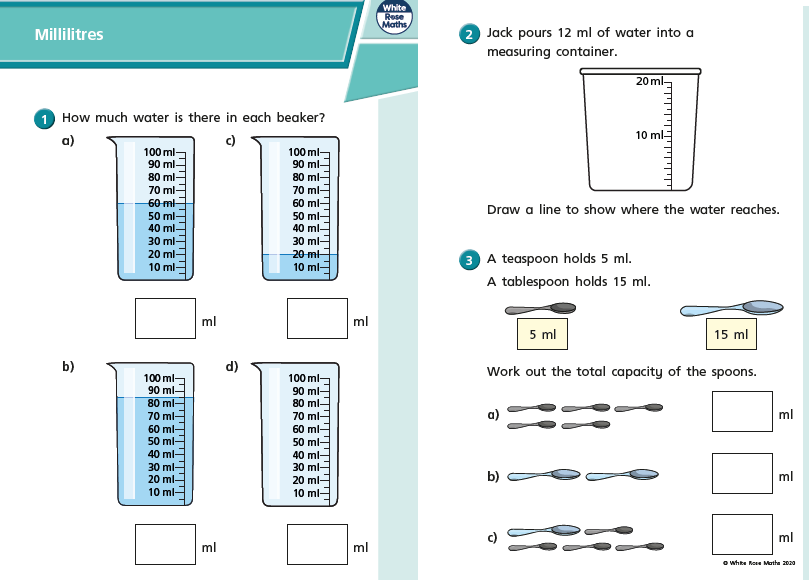 Millilitres
White
Rose
Maths
1 How much water is there in each beaker?
a)
100 ml
90 ml
80 ml
70 ml
60 ml
50 ml
40 ml
30 ml
20 ml
10 ml
ml
c)
100 ml
90 ml
80 ml
70 ml
60 ml
50 ml
40 ml
30 ml
20 ml
10 ml
ml
b)
100 ml
90 ml
80 ml
70 ml
60 ml
50 ml
40 ml
30 ml
20 ml
10 ml
ml
d)
100 ml
90 ml
80 ml
70 ml
60 ml
50 ml
40 ml
30 ml
20 ml
10 ml
ml
2 Jack pours 12 ml of water into a
measuring container.
20 ml
10 ml
Draw a line to show where the water reaches.
3 A teaspoon holds 5 ml.
A tablespoon holds 15 ml.
5 ml
15 ml
Work out the total capacity of the spoons.
a) ml
b) ml
c) ml
© White Rose Maths 2020